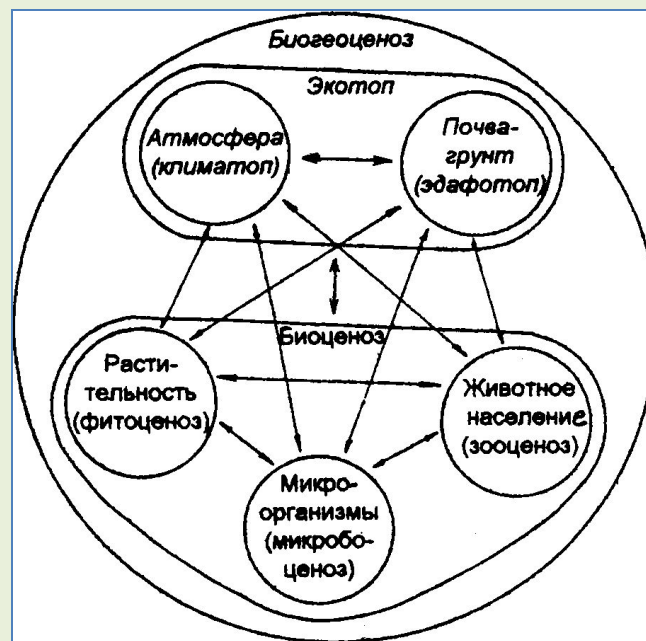 Биогеоценоз
Экотоп
Атмосфера
(климатоп)
Почва-
грунт
(эдафотоп)
Биоценоз
Расти-
тельность
(фитоценоз)
Животное
население
(зооценоз)
Микро-
организмы
(микробо-
ценоз)